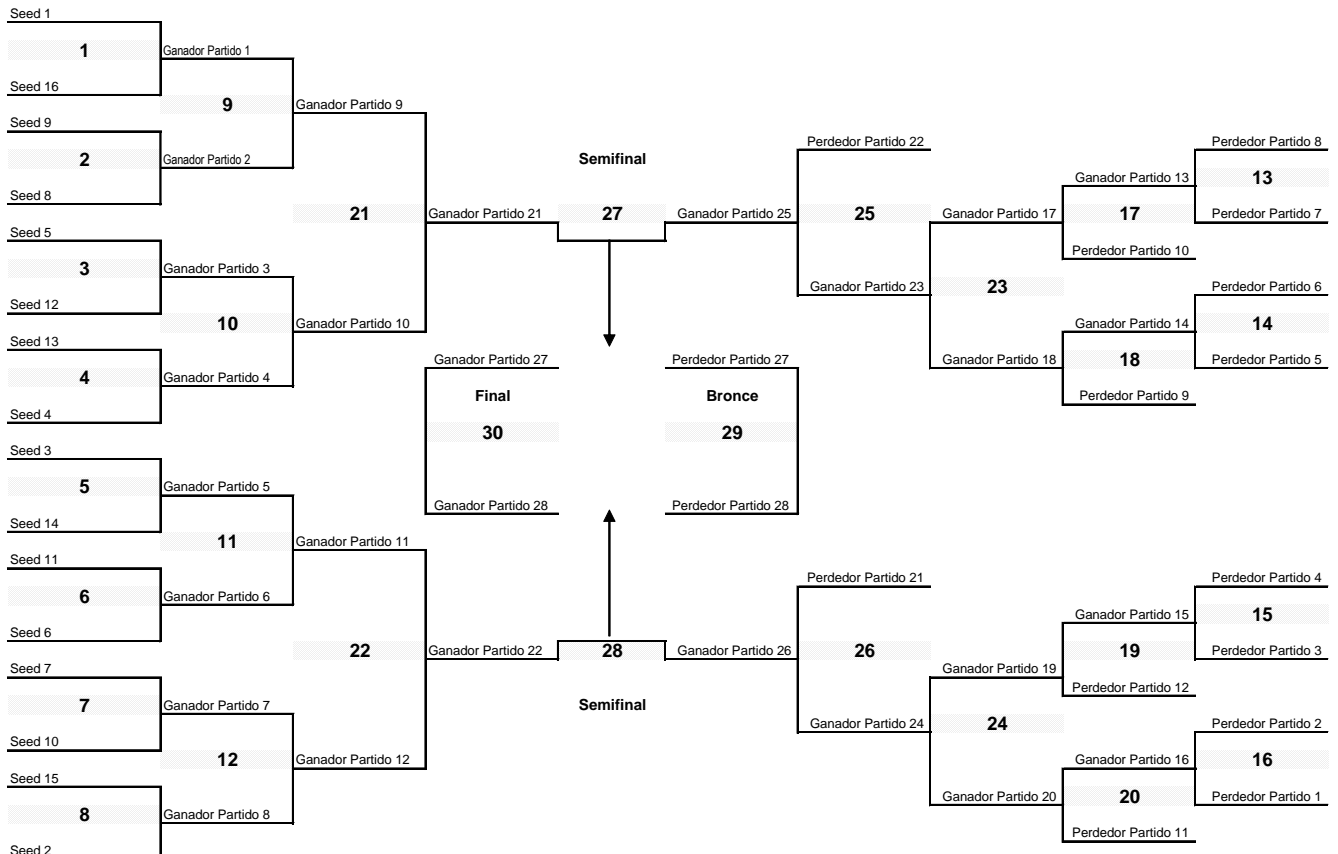 Seed 1
1
Ganador Partido 1
Seed 16
9
Ganador Partido 9
Seed 9
2
Ganador Partido 2
Seed 8
21
Ganador Partido 21
Seed 5
3
Ganador Partido 3
Seed 12
10
Ganador Partido 10
Seed 13
4
Ganador Partido 4
Seed 4
Semifinal
27
Ganador Partido 25
Perdedor Partido 22
25
Ganador Partido 23
Ganador Partido 17
23
Ganador Partido 18
Ganador Partido 13
17
Perdedor Partido 10
Perdedor Partido 8
13
Perdedor Partido 7
Ganador Partido 14
18
Perdedor Partido 9
Perdedor Partido 6
14
Perdedor Partido 5
Ganador Partido 27
Final
30
Ganador Partido 28
Perdedor Partido 27
Bronce
29
Perdedor Partido 28
Seed 3
5
Ganador Partido 5
Seed 14
11
Ganador Partido 11
Seed 11
6
Ganador Partido 6
Seed 6
22
Ganador Partido 22
Seed 7
7
Ganador Partido 7
Seed 10
12
Ganador Partido 12
Seed 15
8
Ganador Partido 8
Seed 2
28
Semifinal
Ganador Partido 26
Perdedor Partido 21
26
Ganador Partido 24
Ganador Partido 19
24
Ganador Partido 20
Ganador Partido 15
19
Perdedor Partido 12
Perdedor Partido 4
15
Perdedor Partido 3
Ganador Partido 16
20
Perdedor Partido 11
Perdedor Partido 2
16
Perdedor Partido 1